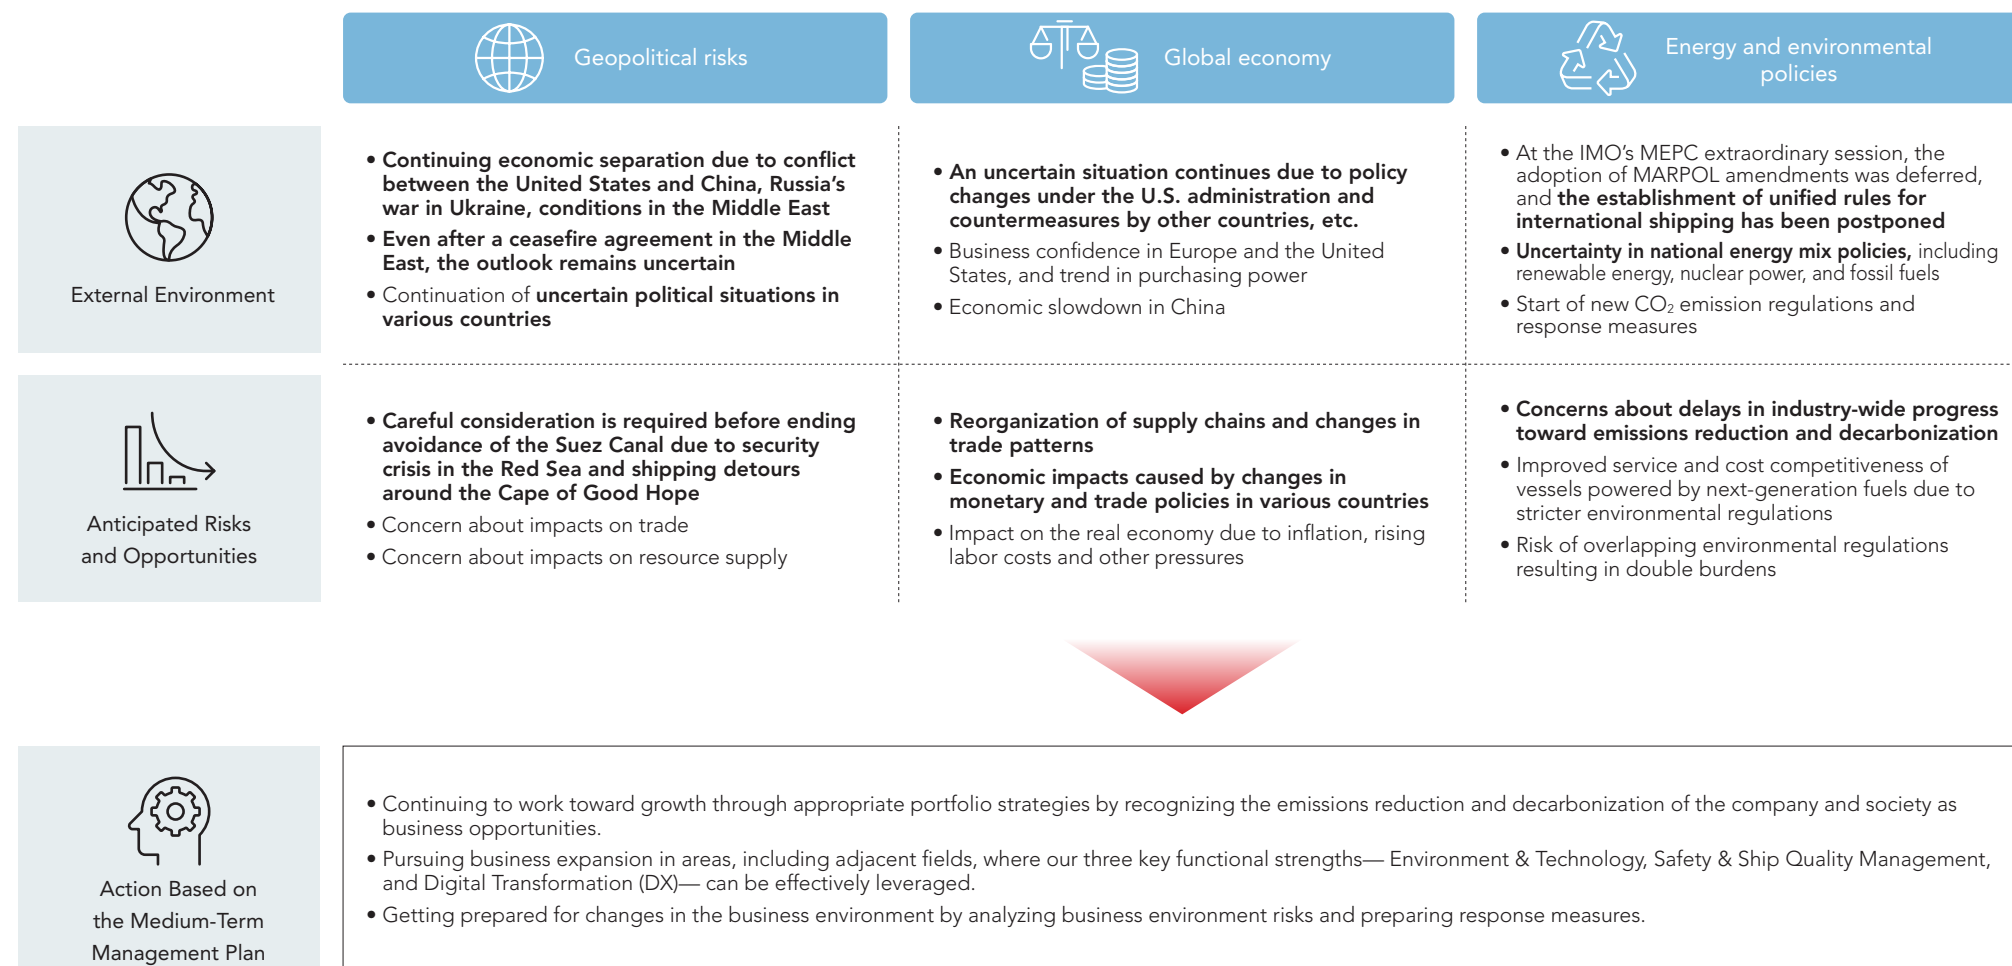 Geopolitical risks
Global economy
Energy and environmental
policies
External Environment
• Continuing economic separation due to conflict
between the United States and China, Russia’s
war in Ukraine, conditions in the Middle East
• Even after a ceasefire agreement in the Middle
East, the outlook remains uncertain
• Continuation of uncertain political situations in
various countries
• An uncertain situation continues due to policy
changes under the U.S. administration and
countermeasures by other countries, etc.
• Business confidence in Europe and the United
States, and trend in purchasing power
• Economic slowdown in China
• At the IMO’s MEPC extraordinary session, the
adoption of MARPOL amendments was deferred,
and the establishment of unified rules for
international shipping has been postponed
• Uncertainty in national energy mix policies, including
renewable energy, nuclear power, and fossil fuels
• Start of new CO₂ emission regulations and
response measures
Anticipated Risks
and Opportunities
• Careful consideration is required before ending
avoidance of the Suez Canal due to security
crisis in the Red Sea and shipping detours
around the Cape of Good Hope
• Concern about impacts on trade
• Concern about impacts on resource supply
• Reorganization of supply chains and changes in
trade patterns
• Economic impacts caused by changes in
monetary and trade policies in various countries
• Impact on the real economy due to inflation, rising
labor costs and other pressures
• Concerns about delays in industry-wide progress
toward emissions reduction and decarbonization
• Improved service and cost competitiveness of
vessels powered by next-generation fuels due to
stricter environmental regulations
• Risk of overlapping environmental regulations
resulting in double burdens
Action Based on
the Medium-Term
Management Plan
• Continuing to work toward growth through appropriate portfolio strategies by recognizing the emissions reduction and decarbonization of the company and society as
business opportunities.
• Pursuing business expansion in areas, including adjacent fields, where our three key functional strengths— Environment & Technology, Safety & Ship Quality Management,
and Digital Transformation (DX)— can be effectively leveraged.
• Getting prepared for changes in the business environment by analyzing business environment risks and preparing response measures.